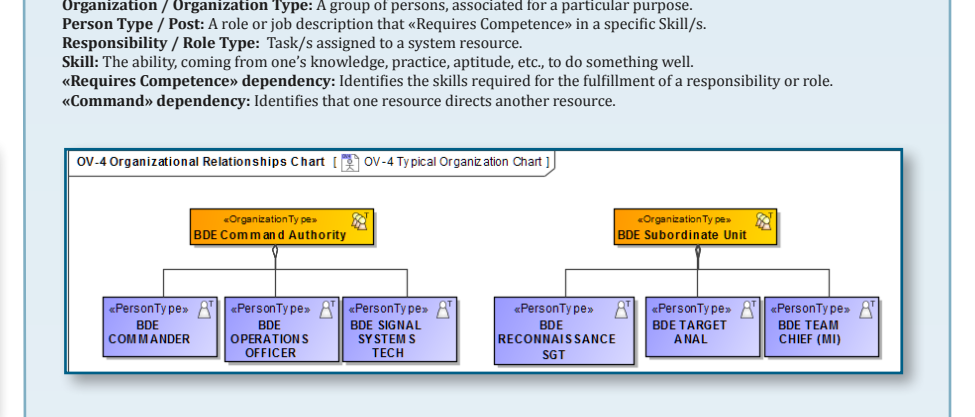 Organization / Organization Type: A group of persons, associated for a particular purpose.
Person Type / Post: A role or job description that «Requires Competence» in a specific Skill/s.
Responsibility / Role Type: Task/s assigned to a system resource.
Skill: The ability, coming from one's knowledge, practice, aptitude, etc., to do something well.
«Requires Competence» dependency: Identifies the skills required for the fulfillment of a responsibility or role.
«Command» dependency: Identifies that one resource directs another resource.
OV-4 Organizational Relationships Chart [ OV-4 Typical Organization Chart ]
«OrganizationType»
BDE Command Authority
«OrganizationType»
BDE Subordinate Unit
«PersonType»
BDE
COMMANDER
«PersonType»
BDE
OPERATIONS
OFFICER
«PersonType»
BDE SIGNAL
SYSTEMS
TECH
«PersonType»
BDE
RECONNAISSANCE
SGT
«PersonType»
BDE TARGET
ANAL
«PersonType»
BDE TEAM
CHIEF (MI)